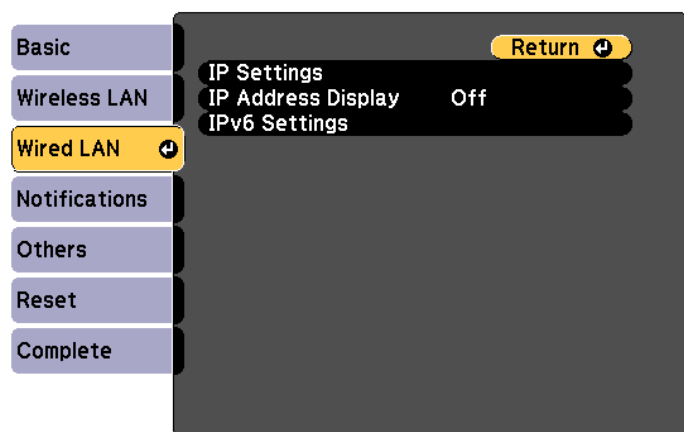 Basic
Wireless LAN
Wired LAN
Notifications
Others
Reset
Complete
Return
IP Settings
IP Address Display Off
IPv6 Settings